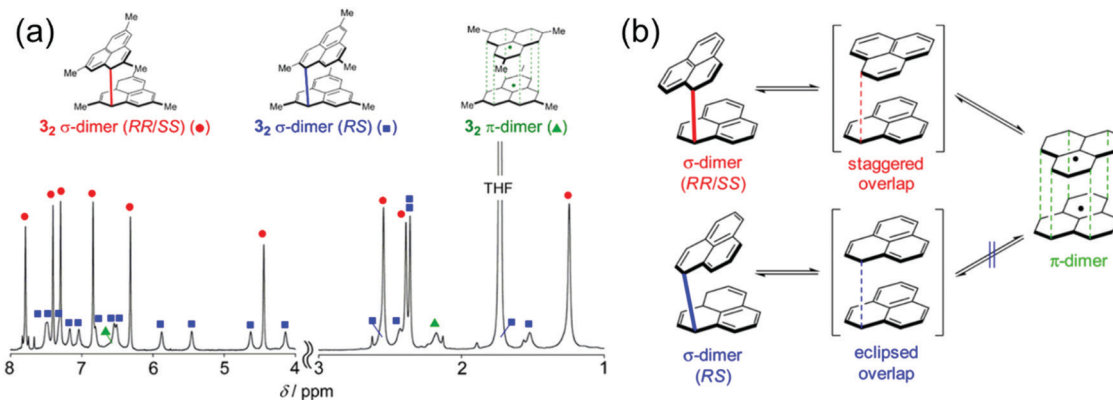 (a)
Me
Me
Me
Me
Me
Me
3₂ σ-dimer (RR/SS) (●)
Me
Me
Me
Me
Me
Me
3₂ σ-dimer (RS) (■)
Me
Me
Me
Me
Me
3₂ π-dimer (▲)
THF
8 7 6 5 4 3 2 1
δ / ppm
(b)
σ-dimer
(RR/SS)
staggered
overlap
σ-dimer
(RS)
eclipsed
overlap
π-dimer